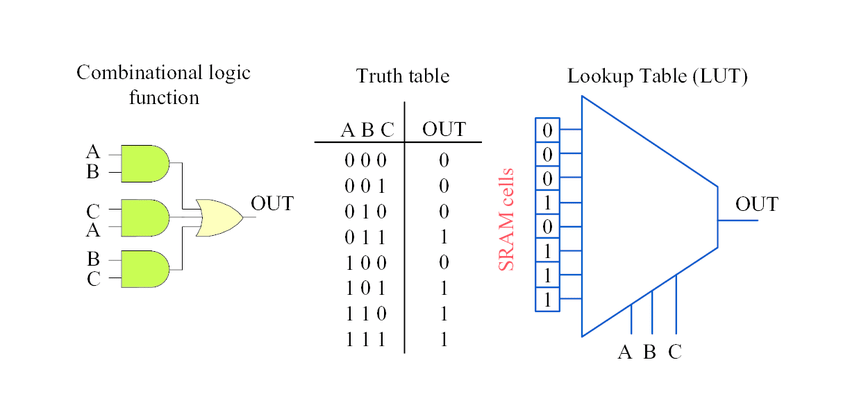 Combinational logic
function
A
B
C
A
B
C
OUT
Truth table
A B C OUT
0 0 0 0
0 0 1 0
0 1 0 0
0 1 1 1
1 0 0 0
1 0 1 1
1 1 0 1
1 1 1 1
Lookup Table (LUT)
SRAM cells
0
0
0
1
0
1
1
1
OUT
A B C